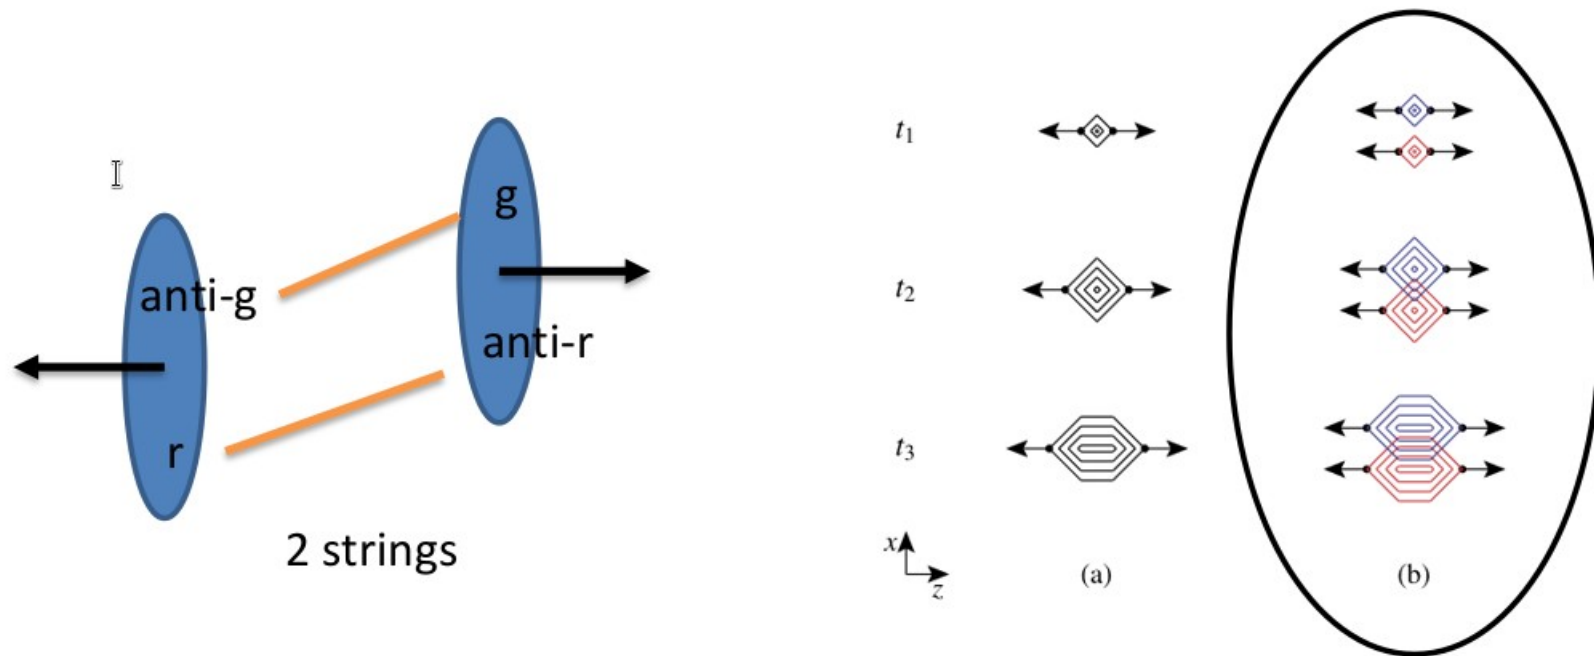 g
anti-g
anti-r
r
2 strings
t₁
t₂
t₃
x
z
(a)
(b)